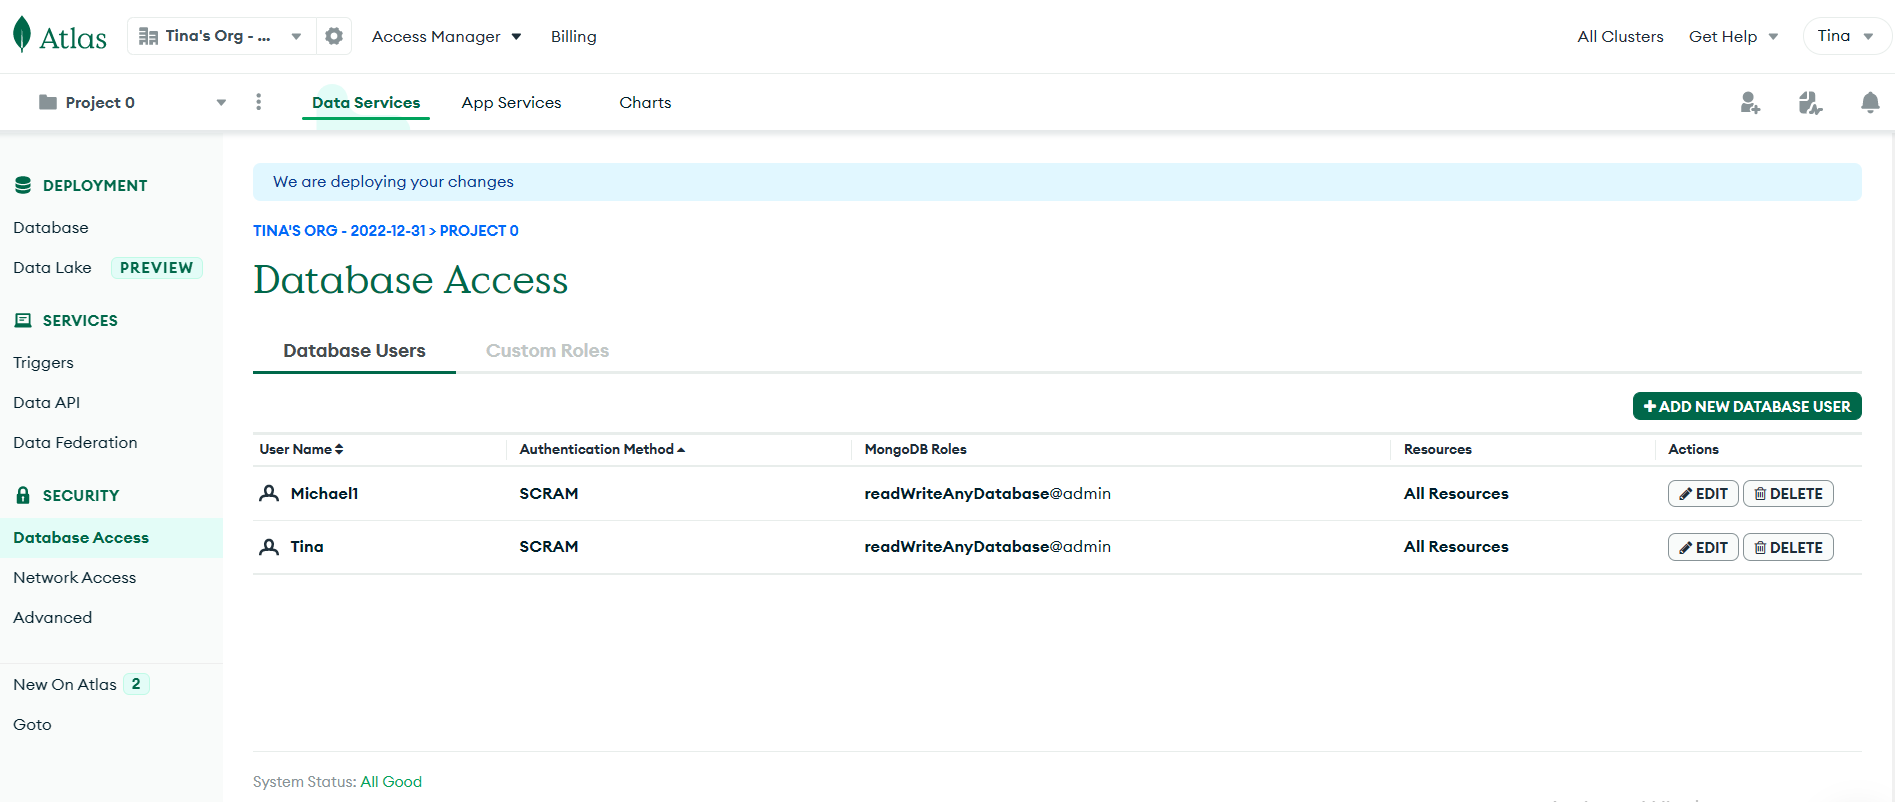 Atlas
Tina's Org - ...
Access Manager
Billing
All Clusters
Get Help
Tina
Project 0
Data Services
App Services
Charts
DEPLOYMENT
Database
Data Lake PREVIEW
SERVICES
Triggers
Data API
Data Federation
SECURITY
Database Access
Network Access
Advanced
New On Atlas 2
Goto
We are deploying your changes
TINA'S ORG - 2022-12-31 > PROJECT 0
Database Access
Database Users
Custom Roles
+ ADD NEW DATABASE USER
User Name Authentication Method MongoDB Roles Resources Actions
Michael1 SCRAM readWriteAnyDatabase@admin All Resources EDIT DELETE
Tina SCRAM readWriteAnyDatabase@admin All Resources EDIT DELETE
System Status: All Good